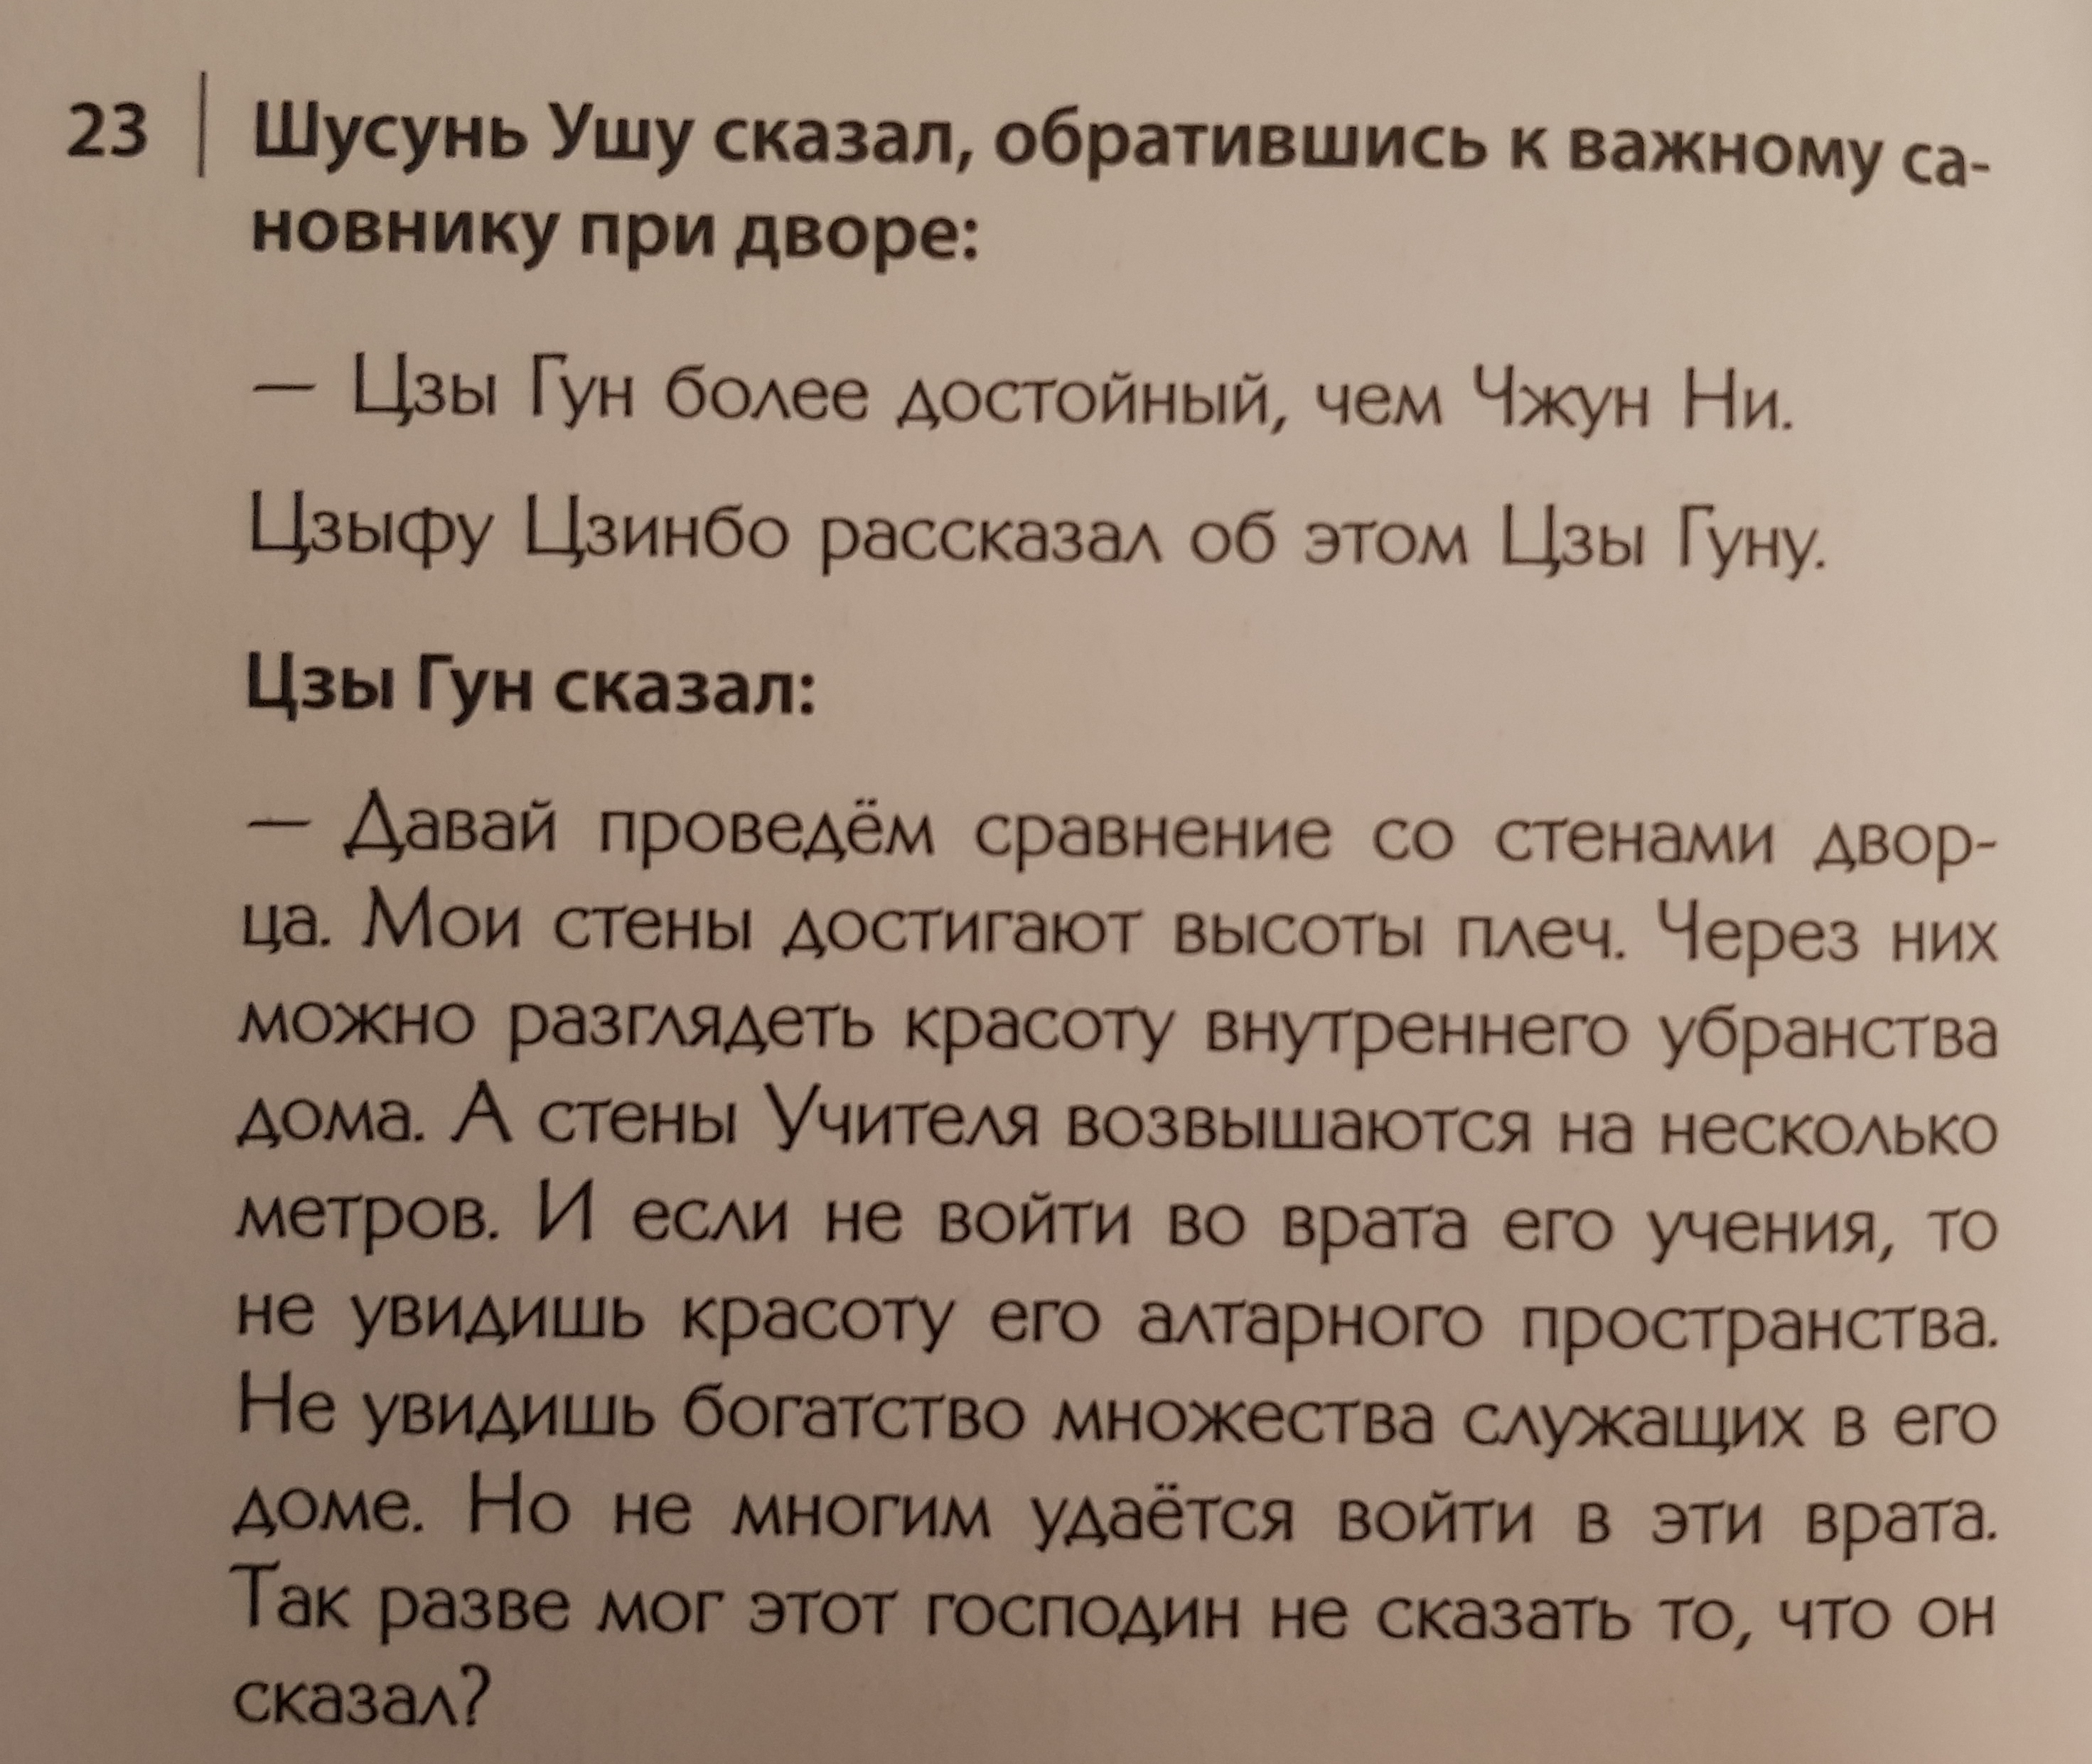 23 Шусунь Ушу сказал, обратившись к важному са-
новнику при дворе:
— Цзы Гун более достойный, чем Чжун Ни.
Цзыфу Цзинбо рассказал об этом Цзы Гуну.
Цзы Гун сказал:
— Давай проведём сравнение со стенами двор-
ца. Мои стены достигают высоты плеч. Через них
можно разглядеть красоту внутреннего убранства
дома. А стены Учителя возвышаются на несколько
метров. И если не войти во врата его учения, то
не увидишь красоту его алтарного пространства.
Не увидишь богатство множества служащих в его
доме. Но не многим удаётся войти в эти врата.
Так разве мог этот господин не сказать то, что он
сказал?